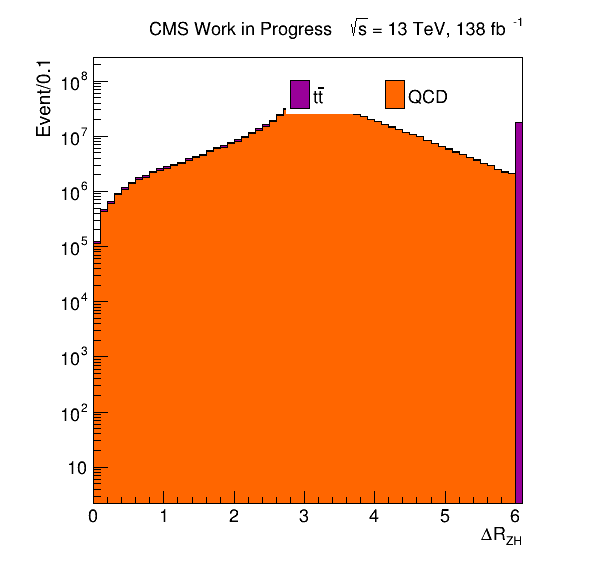 CMS Work in Progress √s = 13 TeV, 138 fb ⁻¹
Event/0.1
tt̄ QCD
10⁸
10⁷
10⁶
10⁵
10⁴
10³
10²
10
0 1 2 3 4 5 6
ΔR_ZH